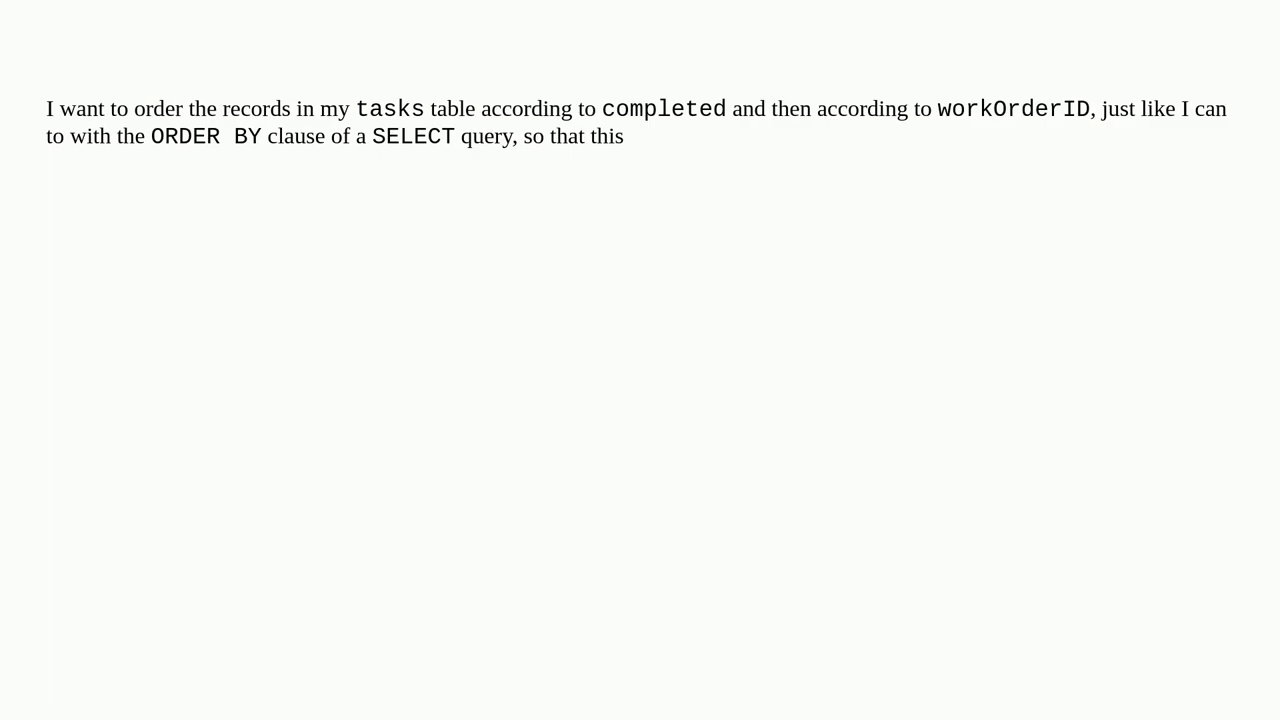 I want to order the records in my tasks table according to completed and then according to workOrderID, just like I can
to with the ORDER BY clause of a SELECT query, so that this